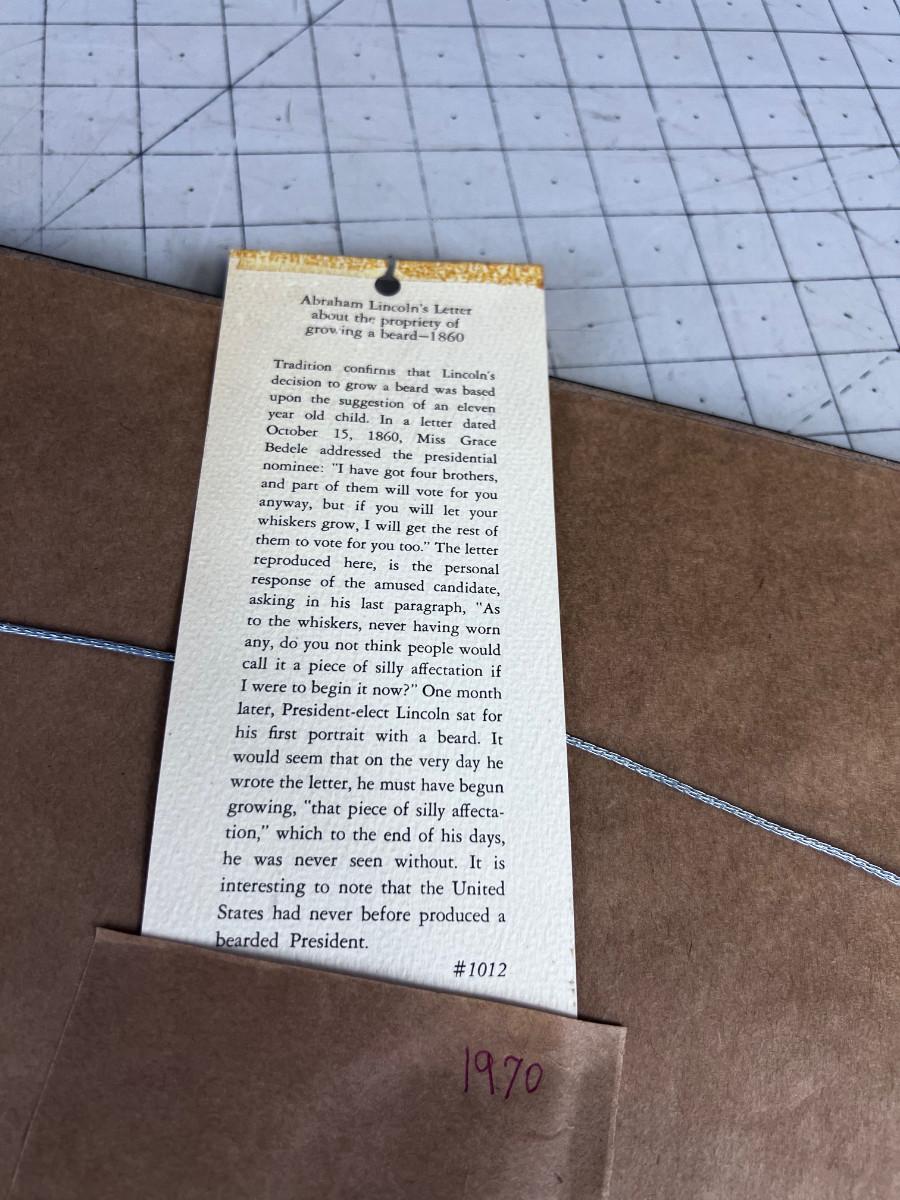 Abraham Lincoln's Letter
about the propriety of
growing a beard—1860
Tradition confirms that Lincoln's
decision to grow a beard was based
upon the suggestion of an eleven
year old child. In a letter dated
October 15, 1860, Miss Grace
Bedele addressed the presidential
nominee: "I have got four brothers,
and part of them will vote for you
anyway, but if you will let your
whiskers grow, I will get the rest of
them to vote for you too." The letter
reproduced here, is the personal
response of the amused candidate,
asking in his last paragraph, "As
to the whiskers, never having worn
any, do you not think people would
call it a piece of silly affectation if
I were to begin it now?" One month
later, President-elect Lincoln sat for
his first portrait with a beard. It
would seem that on the very day he
wrote the letter, he must have begun
growing, "that piece of silly affecta-
tion," which to the end of his days,
he was never seen without. It is
interesting to note that the United
States had never before produced a
bearded President.
#1012
1970